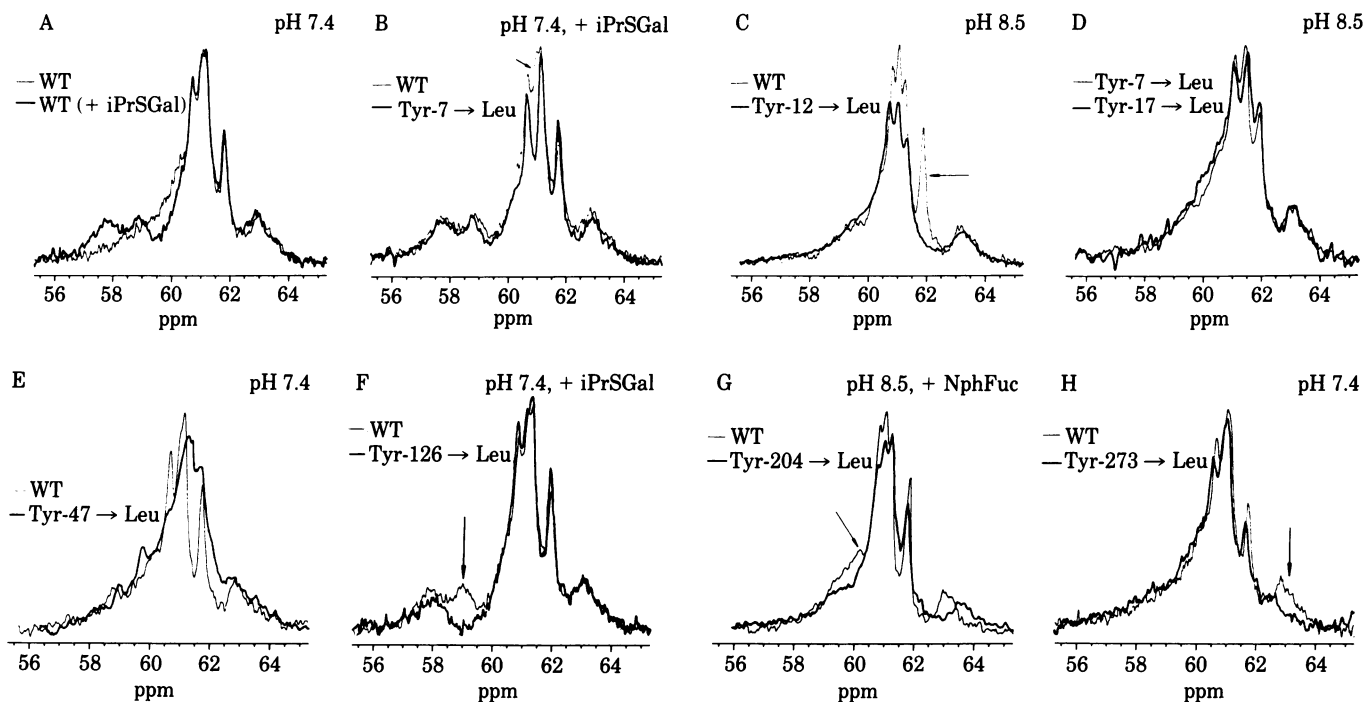 A pH 7.4
WT
WT (+ iPrSGal)
56 58 60 62 64
ppm
B pH 7.4, + iPrSGal
WT
Tyr-7 → Leu
56 58 60 62 64
ppm
C pH 8.5
WT
Tyr-12 → Leu
56 58 60 62 64
ppm
D pH 8.5
Tyr-7 → Leu
Tyr-17 → Leu
56 58 60 62 64
ppm
E pH 7.4
WT
Tyr-47 → Leu
56 58 60 62 64
ppm
F pH 7.4, + iPrSGal
WT
Tyr-126 → Leu
56 58 60 62 64
ppm
G pH 8.5, + NphFuc
WT
Tyr-204 → Leu
56 58 60 62 64
ppm
H pH 7.4
WT
Tyr-273 → Leu
56 58 60 62 64
ppm